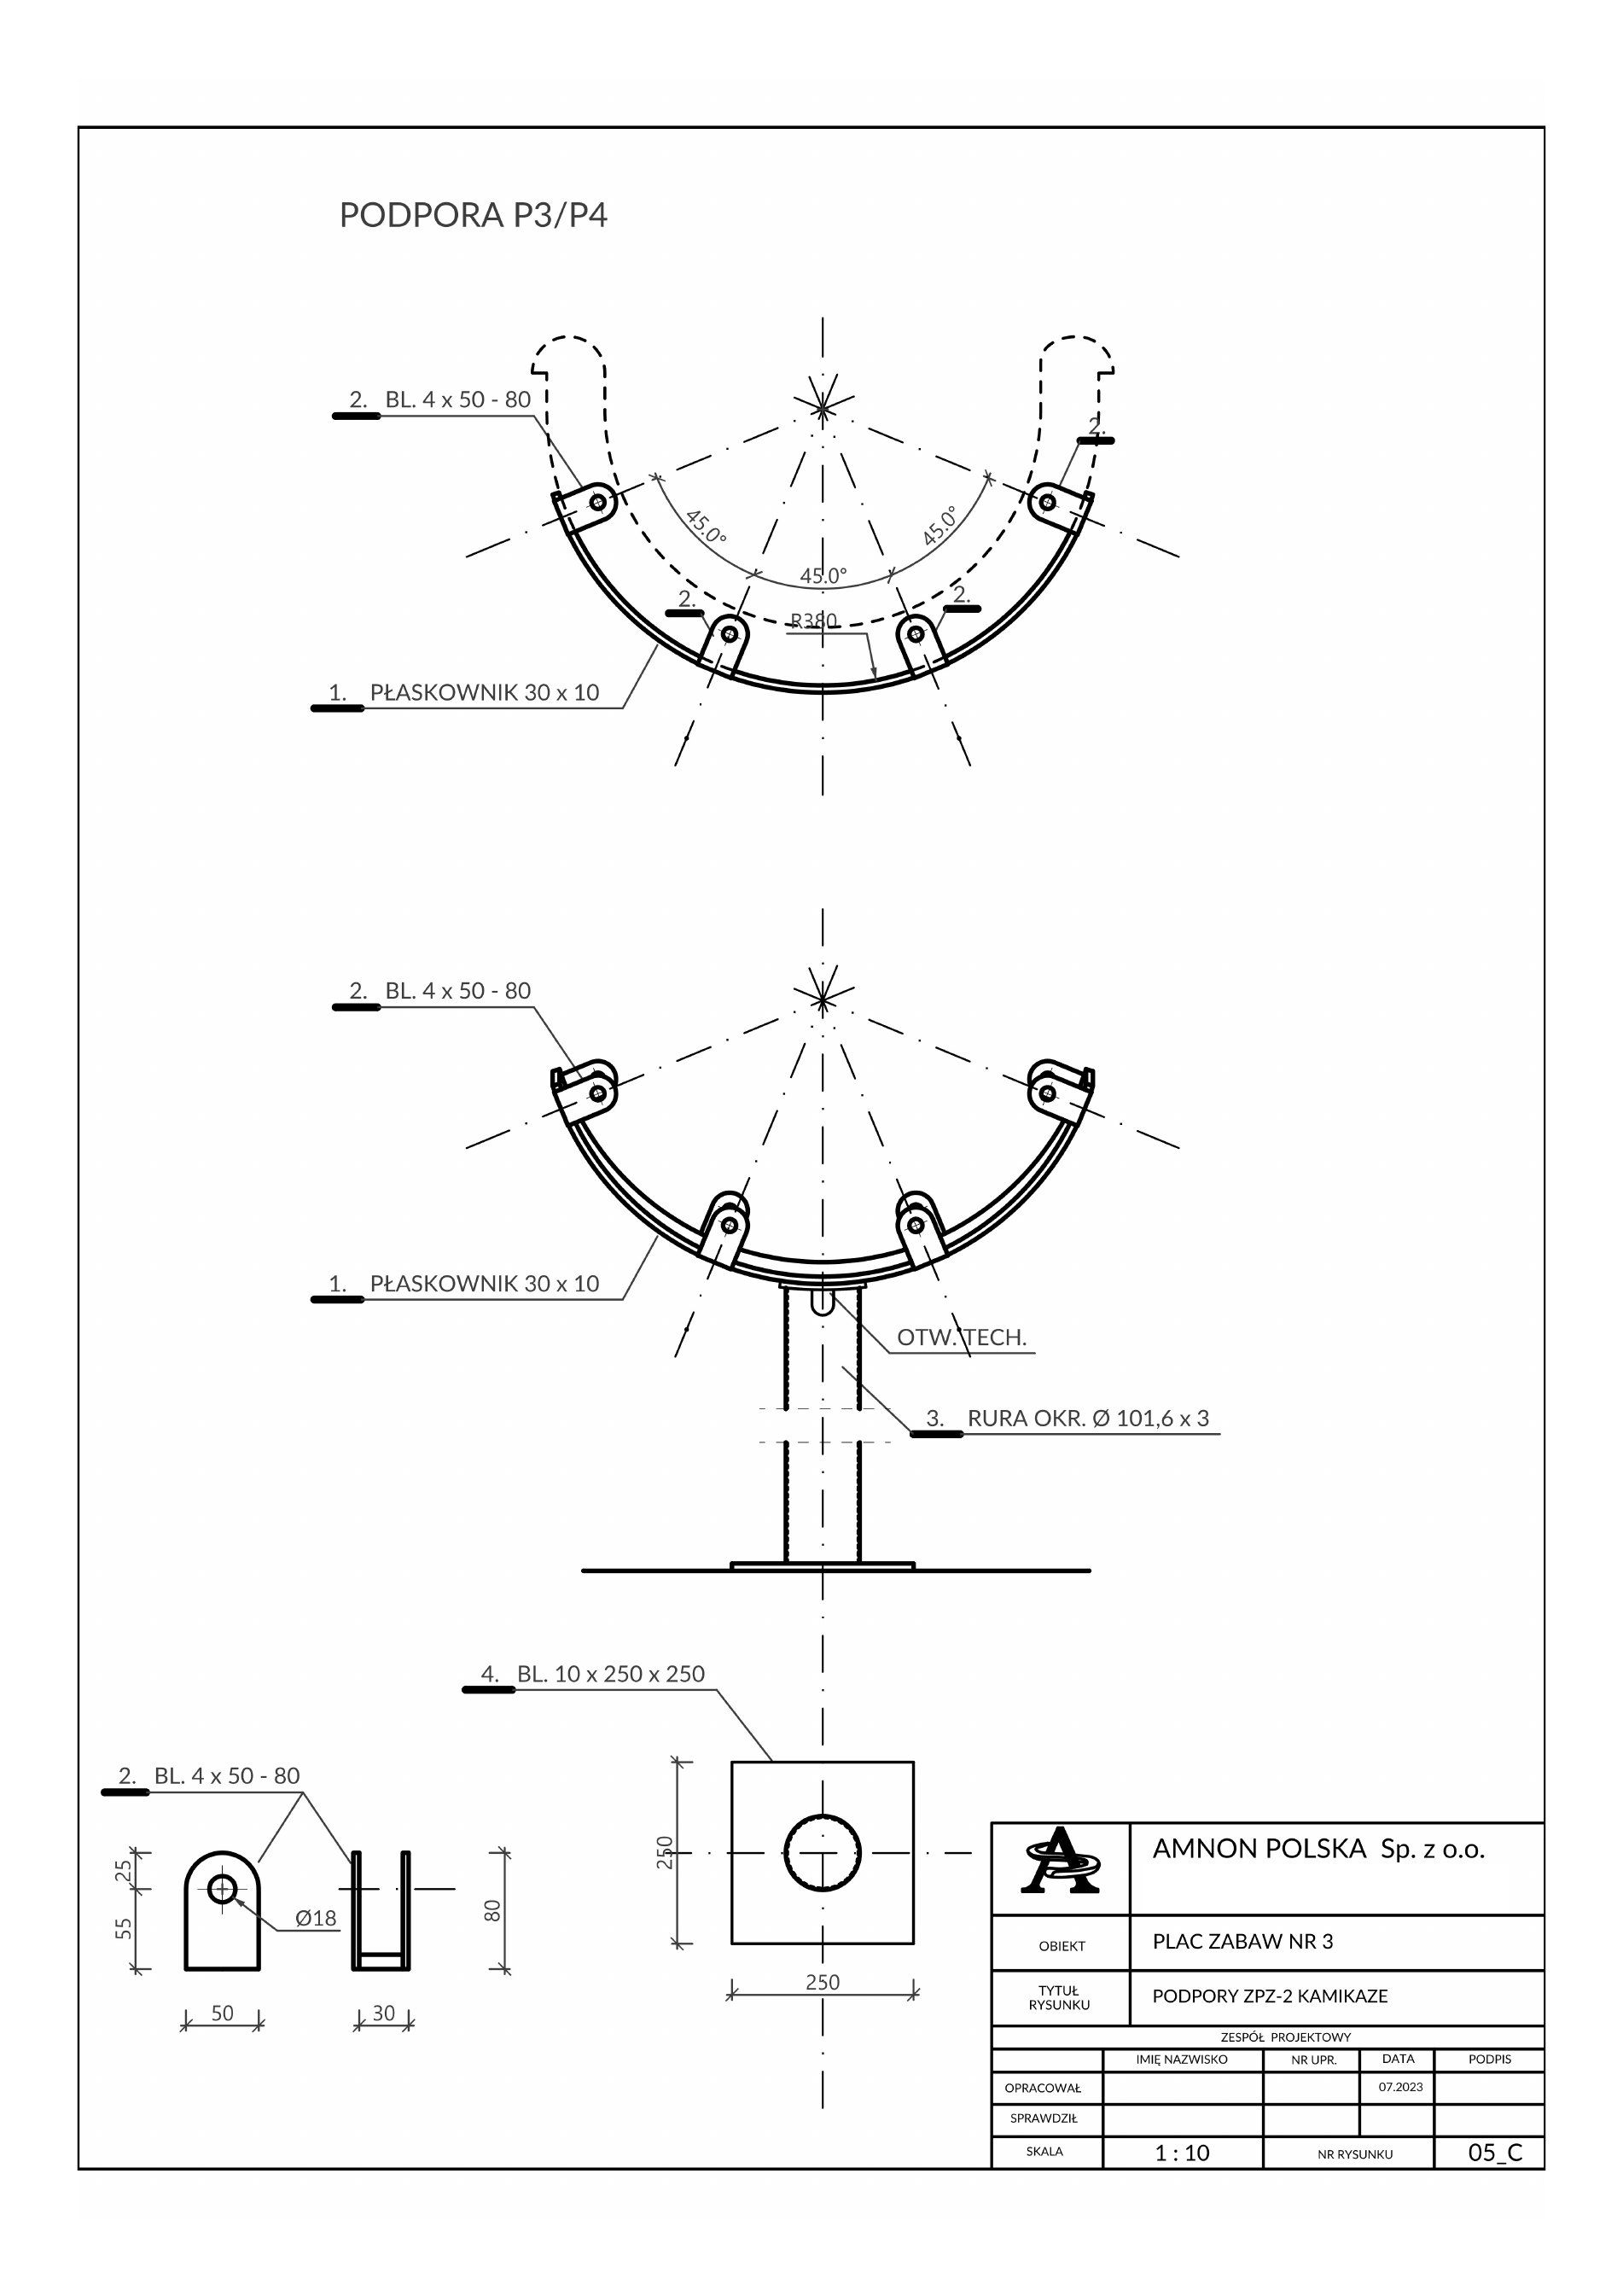 PODPORA P3/P4
2. BL. 4 x 50 - 80
2.
45.0°
45.0°
45.0°
2.
2.
R380
1. PŁASKOWNIK 30 x 10
2. BL. 4 x 50 - 80
1. PŁASKOWNIK 30 x 10
OTW. TECH.
3. RURA OKR. Ø 101,6 x 3
4. BL. 10 x 250 x 250
2. BL. 4 x 50 - 80
25
55
Ø18
80
50
30
250
250
AMNON POLSKA Sp. z o.o.
OBIEKT
PLAC ZABAW NR 3
TYTUŁ
RYSUNKU
PODPORY ZPZ-2 KAMIKAZE
ZESPÓŁ PROJEKTOWY
IMIĘ NAZWISKO
NR UPR.
DATA
PODPIS
OPRACOWAŁ
07.2023
SPRAWDZIŁ
SKALA
1 : 10
NR RYSUNKU
05_C